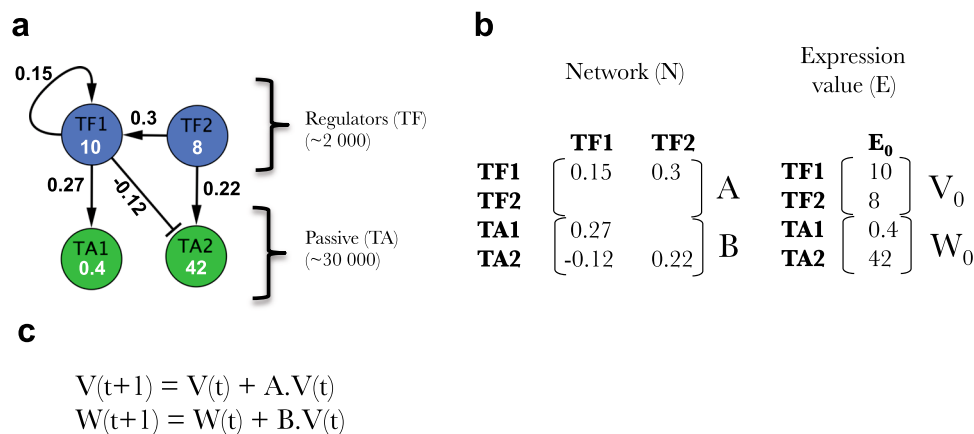 a
0.15
TF1
10
0.3
TF2
8
Regulators (TF)
(~2 000)
0.27
-0.12
0.22
TA1
0.4
TA2
42
Passive (TA)
(~30 000)
b
Network (N)
Expression
value (E)
TF1 TF2
E0
TF1 0.15 0.3
TF2
A
TA1 0.27
TA2 -0.12 0.22
B
TF1 10
TF2 8
V0
TA1 0.4
TA2 42
W0
c
V(t+1) = V(t) + A.V(t)
W(t+1) = W(t) + B.V(t)